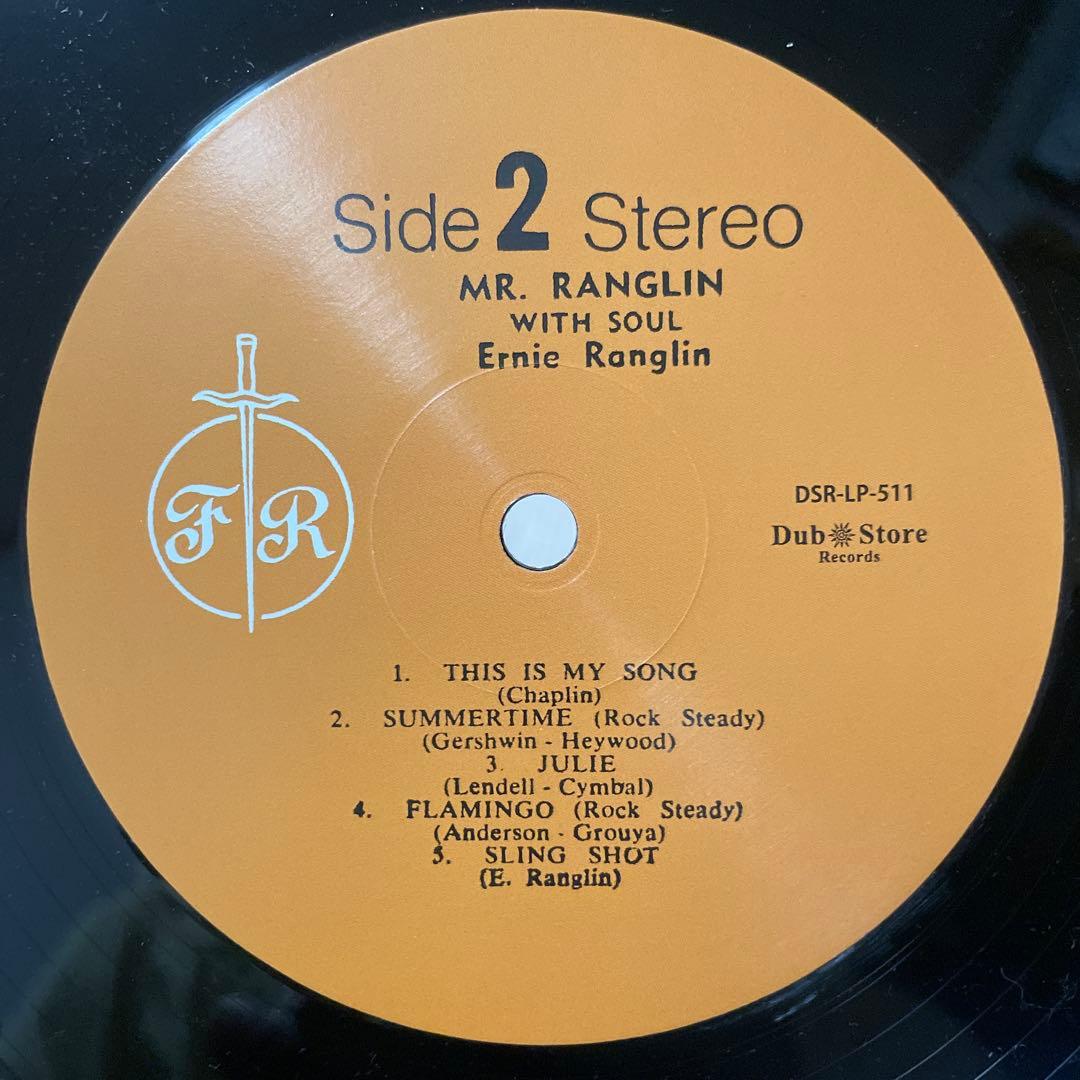 Side 2 Stereo
MR. RANGLIN
WITH SOUL
Ernie Ranglin
F R
DSR-LP-511
Dub Store
Records
1. THIS IS MY SONG
(Chaplin)
2. SUMMERTIME (Rock Steady)
(Gershwin - Heywood)
3. JULIE
(Lendell - Cymbal)
4. FLAMINGO (Rock Steady)
(Anderson - Grouya)
5. SLING SHOT
(E. Ranglin)